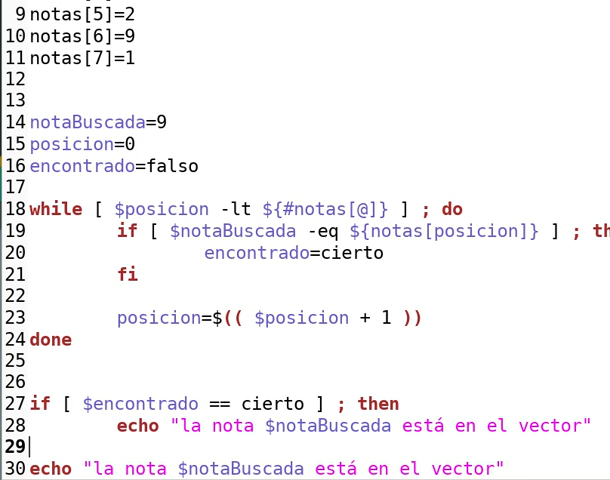 9 notas[5]=2
10 notas[6]=9
11 notas[7]=1
12
13
14 notaBuscada=9
15 posicion=0
16 encontrado=falso
17
18 while [ $posicion -lt ${#notas[@]} ] ; do
19 if [ $notaBuscada -eq ${notas[posicion]} ] ; th
20 encontrado=cierto
21 fi
22
23 posicion=$(( $posicion + 1 ))
24 done
25
26
27 if [ $encontrado == cierto ] ; then
28 echo "la nota $notaBuscada está en el vector"
29
30 echo "la nota $notaBuscada está en el vector"